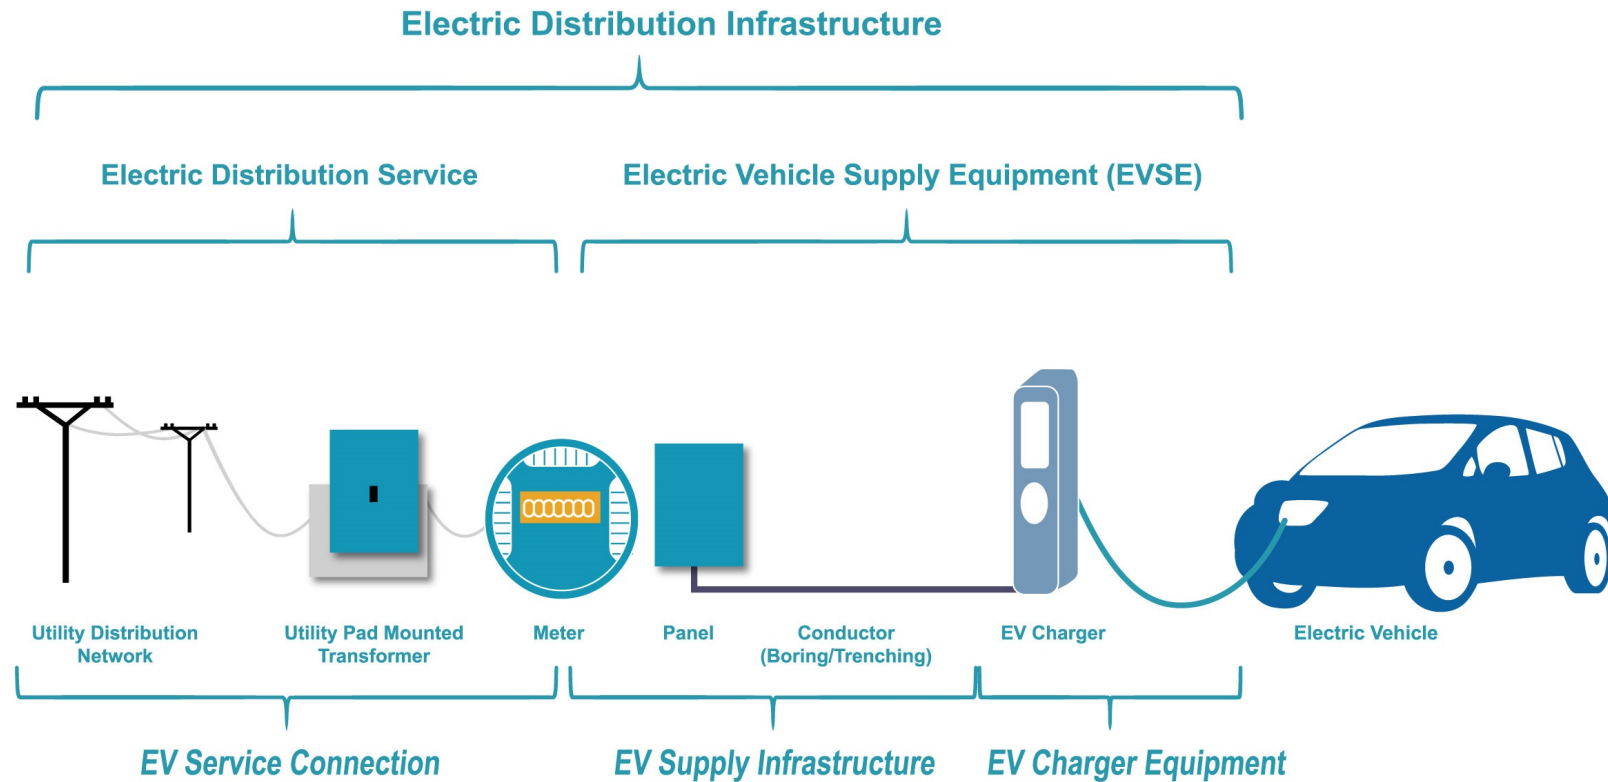 Electric Distribution Infrastructure
Electric Distribution Service
Electric Vehicle Supply Equipment (EVSE)
Utility Distribution
Network
Utility Pad Mounted
Transformer
Meter
Panel
Conductor
(Boring/Trenching)
EV Charger
Electric Vehicle
EV Service Connection
EV Supply Infrastructure
EV Charger Equipment